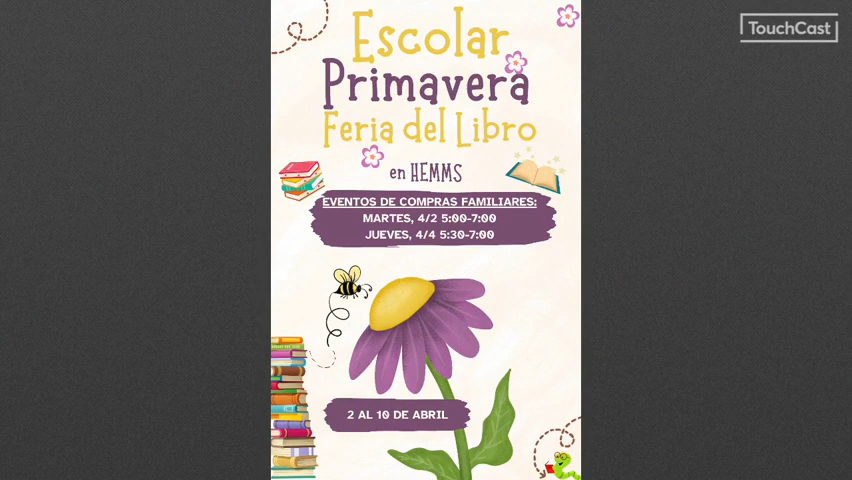 TouchCast
Escolar
Primavera
Feria del Libro
en HEMMS
EVENTOS DE COMPRAS FAMILIARES:
MARTES, 4/2 5:00-7:00
JUEVES, 4/4 5:30-7:00
2 AL 10 DE ABRIL